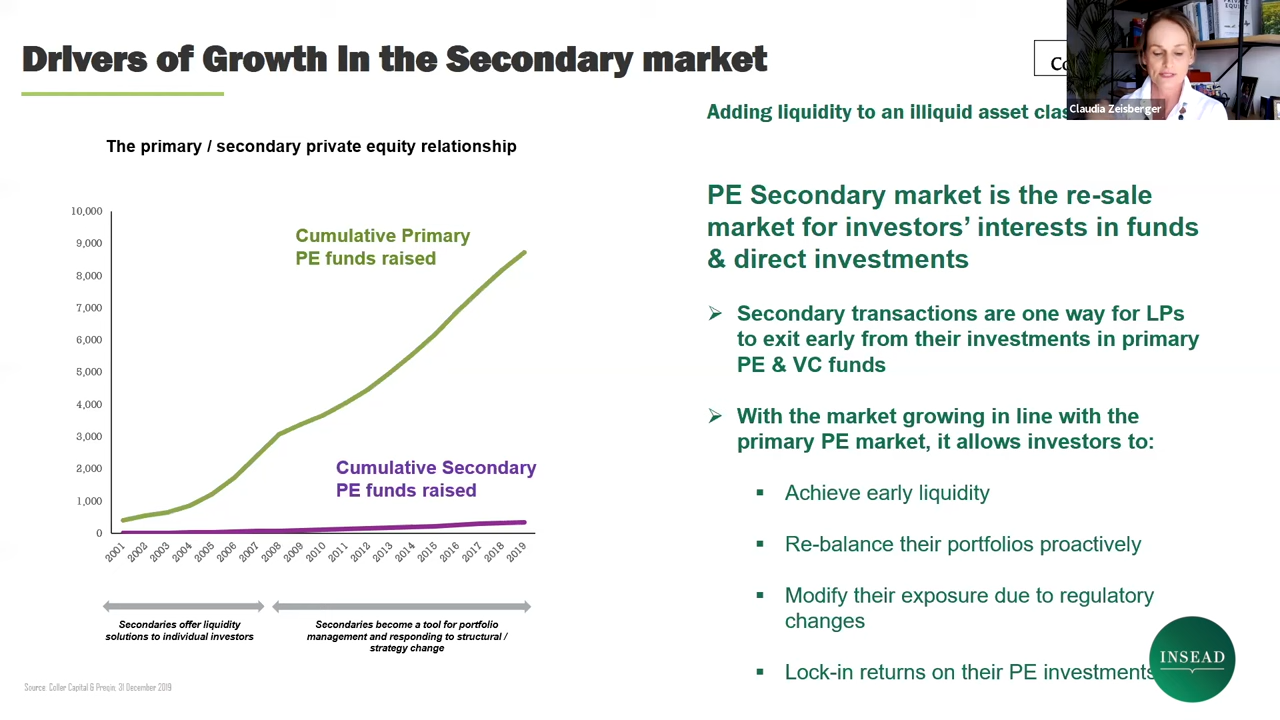 Drivers of Growth in the Secondary market
Claudia Zeisberger
Adding liquidity to an illiquid asset
The primary / secondary private equity relationship
10,000
9,000
8,000
7,000
6,000
5,000
4,000
3,000
2,000
1,000
0
Cumulative Primary
PE funds raised
Cumulative Secondary
PE funds raised
2001 2002 2003 2004 2005 2006 2007 2008 2009 2010 2011 2012 2013 2014 2015 2016 2017 2018 2019
Secondaries offer liquidity
solutions to individual investors
Secondaries become a tool for portfolio
management and responding to structural /
strategy change
Source: Coller Capital & Preqin; 31 December 2019
PE Secondary market is the re-sale
market for investors’ interests in funds
& direct investments
Secondary transactions are one way for LPs
to exit early from their investments in primary
PE & VC funds
With the market growing in line with the
primary PE market, it allows investors to:
Achieve early liquidity
Re-balance their portfolios proactively
Modify their exposure due to regulatory
changes
Lock-in returns on their PE investments
INSEAD